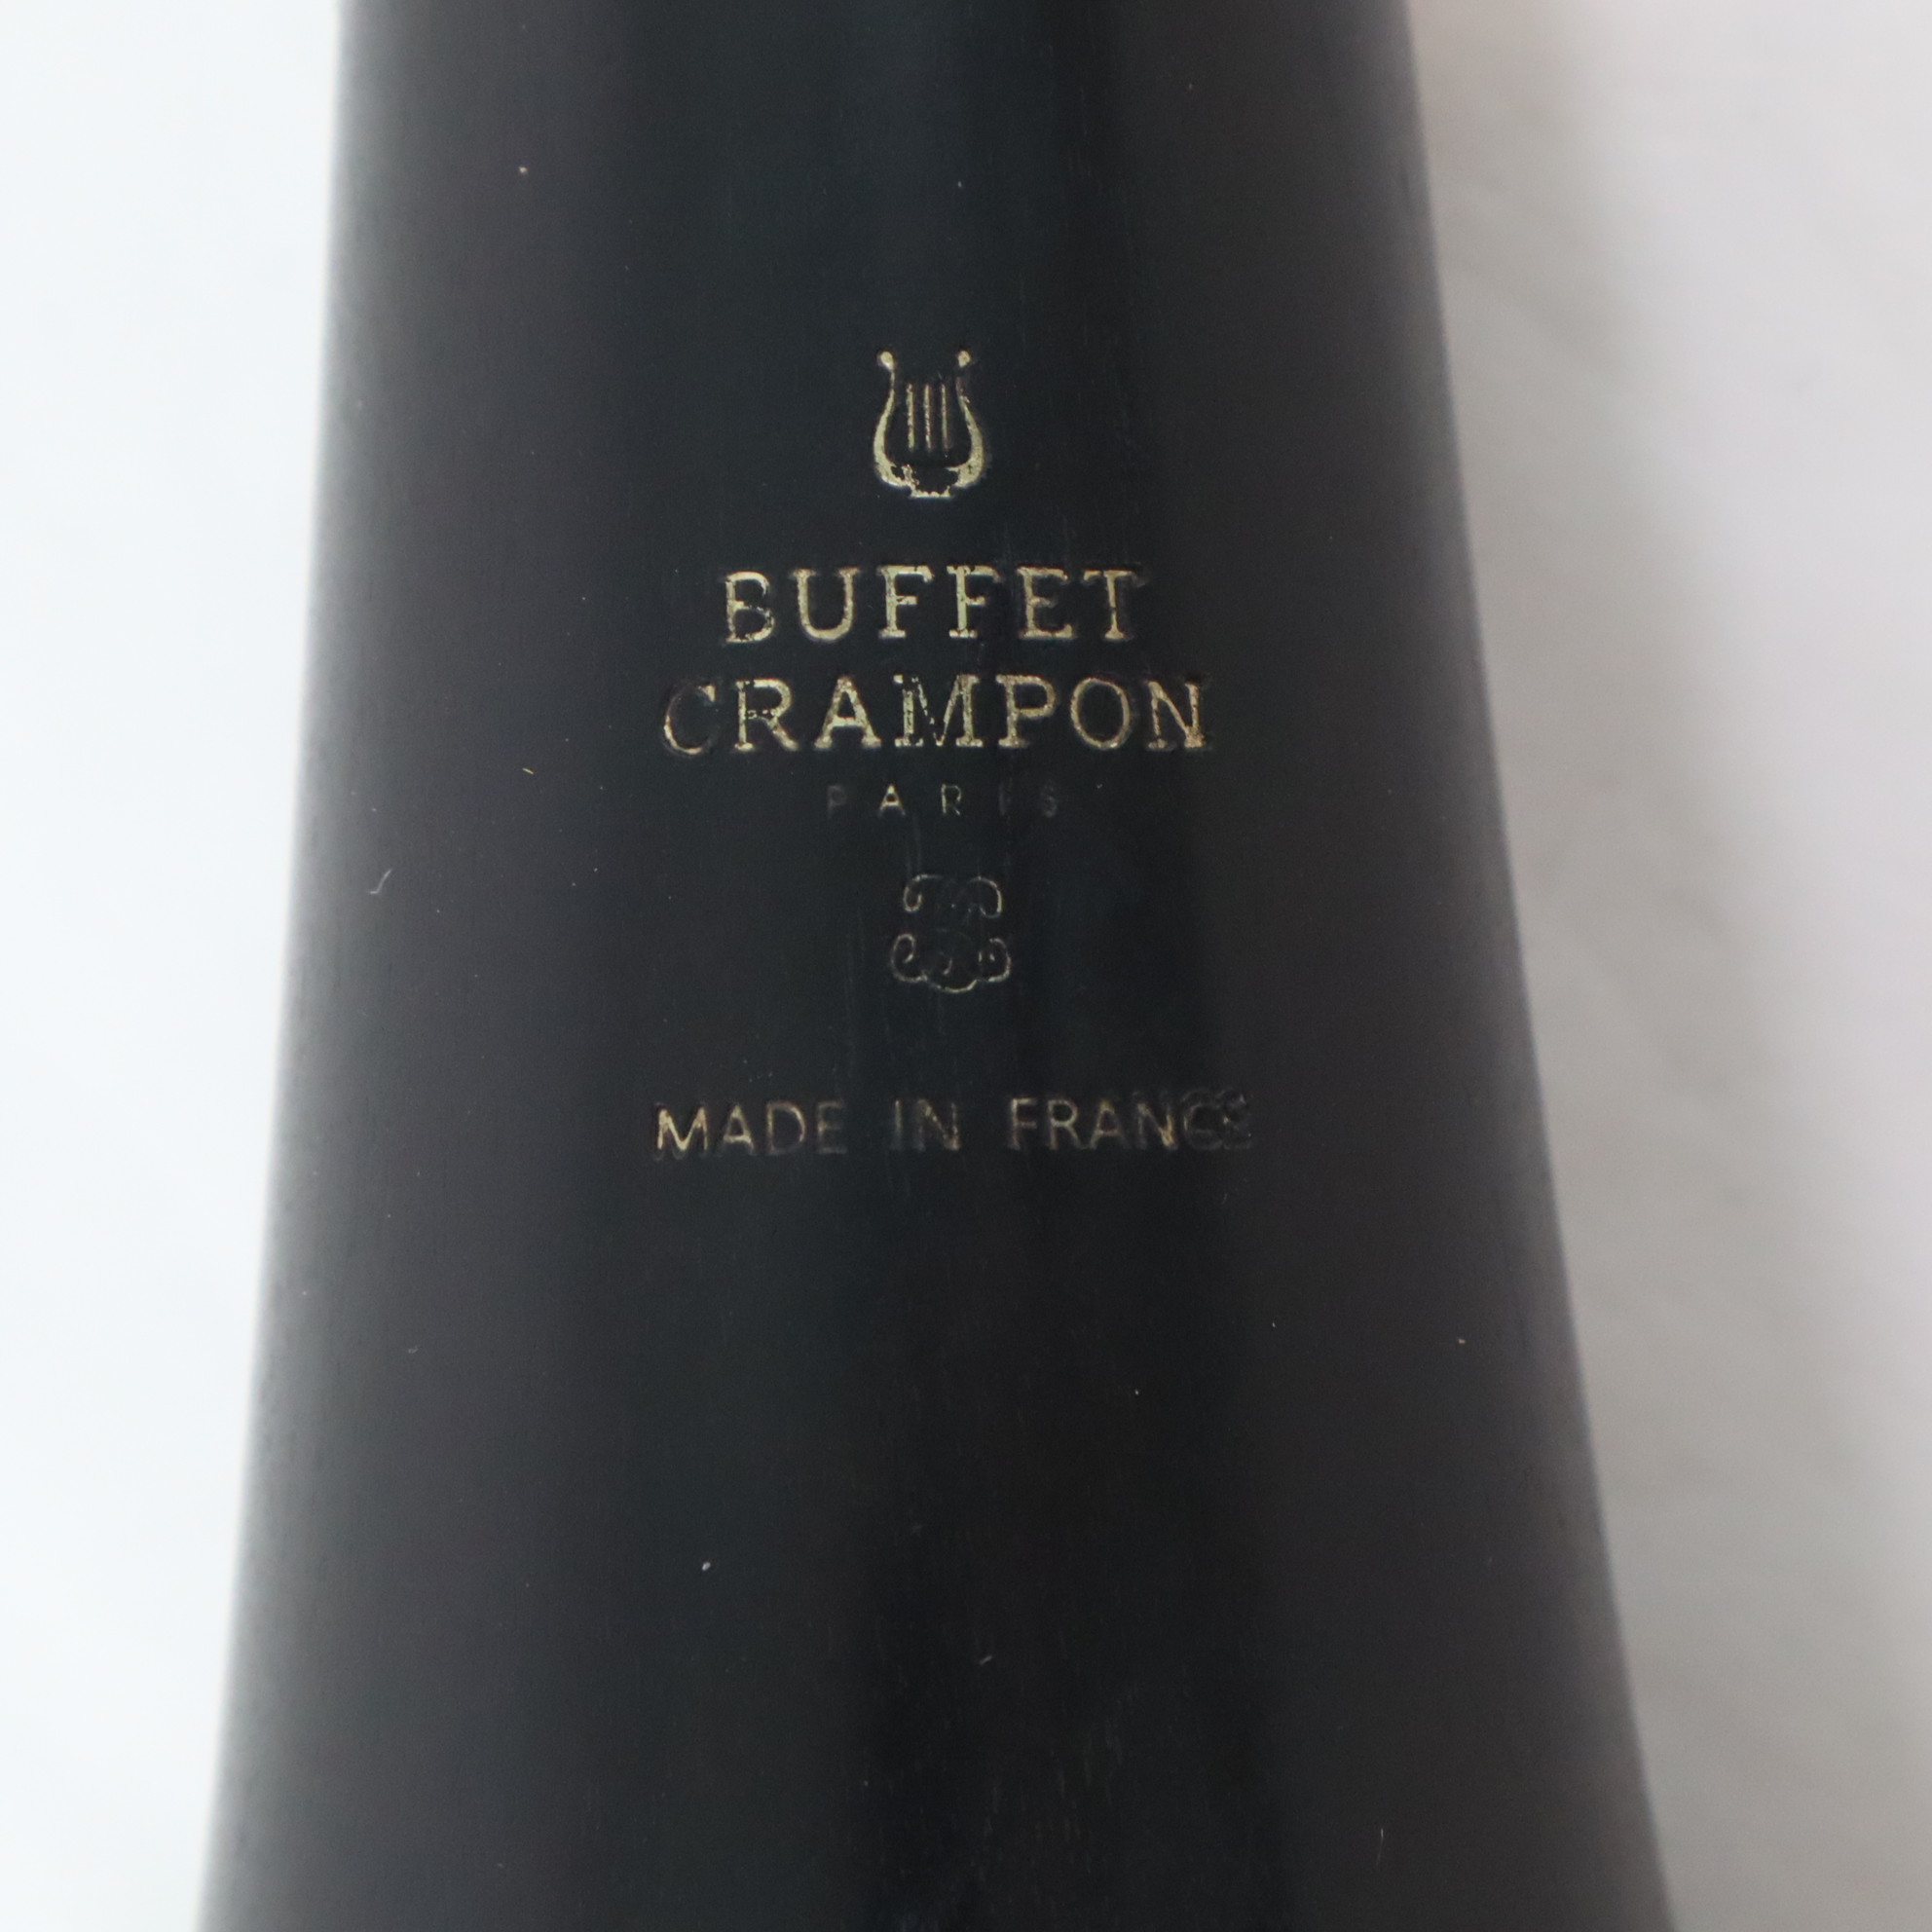 BUFFET
CRAMPON
PARIS
MADE IN FRANCE